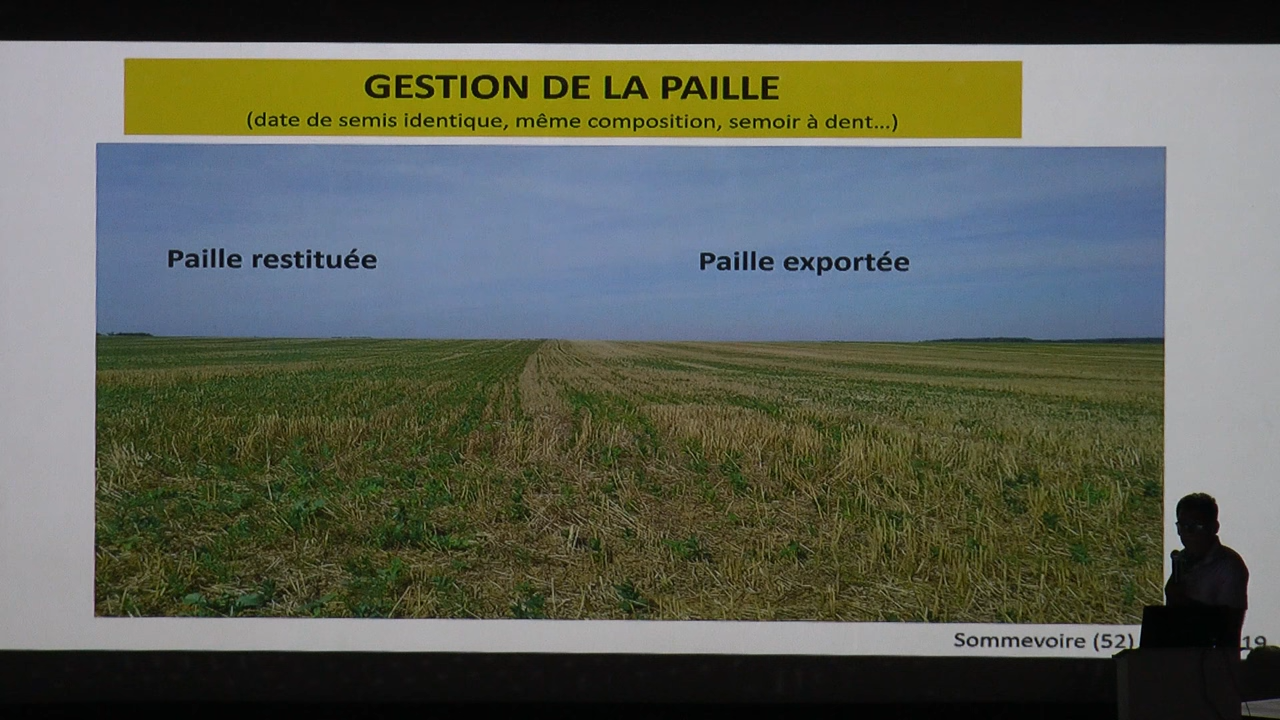 GESTION DE LA PAILLE
(date de semis identique, même composition, semoir à dent...)
Paille restituée
Paille exportée
Sommevoire (52)
19